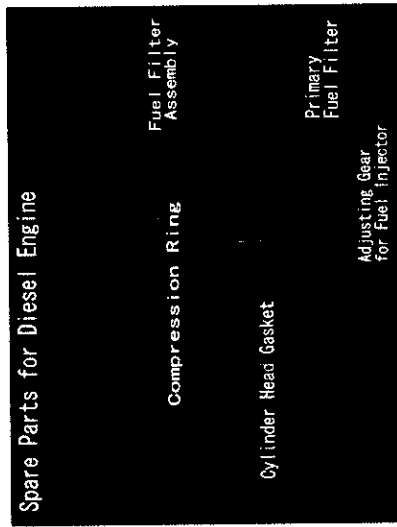 Spare Parts for Diesel Engine
Fuel Filter
Assembly
Compression Ring
Cylinder Head Gasket
Primary
Fuel Filter
Adjusting Gear
for Fuel Injector